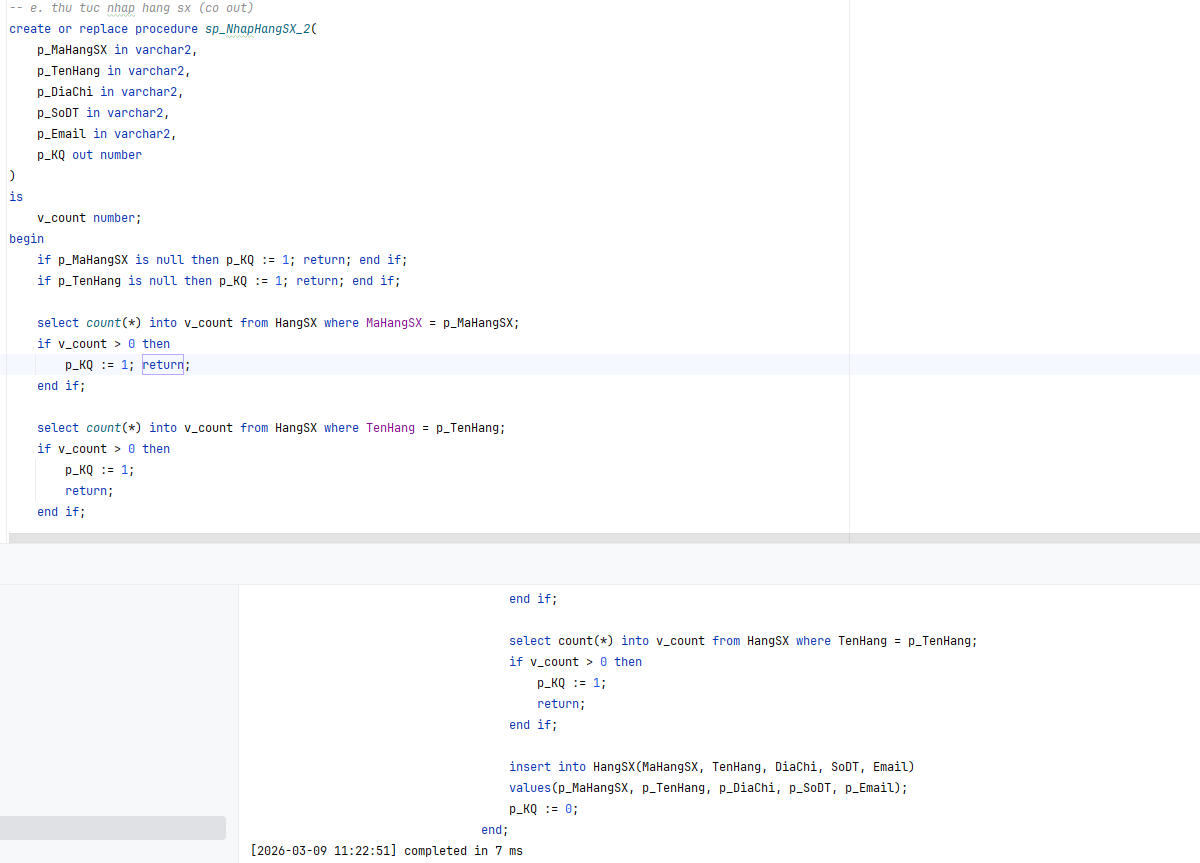 -- e. thu tuc nhap hang sx (co out)
create or replace procedure sp_NhapHangSX_2(
    p_MaHangSX in varchar2,
    p_TenHang in varchar2,
    p_DiaChi in varchar2,
    p_SoDT in varchar2,
    p_Email in varchar2,
    p_KQ out number
)
is
    v_count number;
begin
    if p_MaHangSX is null then p_KQ := 1; return; end if;
    if p_TenHang is null then p_KQ := 1; return; end if;

    select count(*) into v_count from HangSX where MaHangSX = p_MaHangSX;
    if v_count > 0 then
        p_KQ := 1; return;
    end if;

    select count(*) into v_count from HangSX where TenHang = p_TenHang;
    if v_count > 0 then
        p_KQ := 1;
        return;
    end if;

    end if;

    select count(*) into v_count from HangSX where TenHang = p_TenHang;
    if v_count > 0 then
        p_KQ := 1;
        return;
    end if;

    insert into HangSX(MaHangSX, TenHang, DiaChi, SoDT, Email)
    values(p_MaHangSX, p_TenHang, p_DiaChi, p_SoDT, p_Email);
    p_KQ := 0;
end;
[2026-03-09 11:22:51] completed in 7 ms